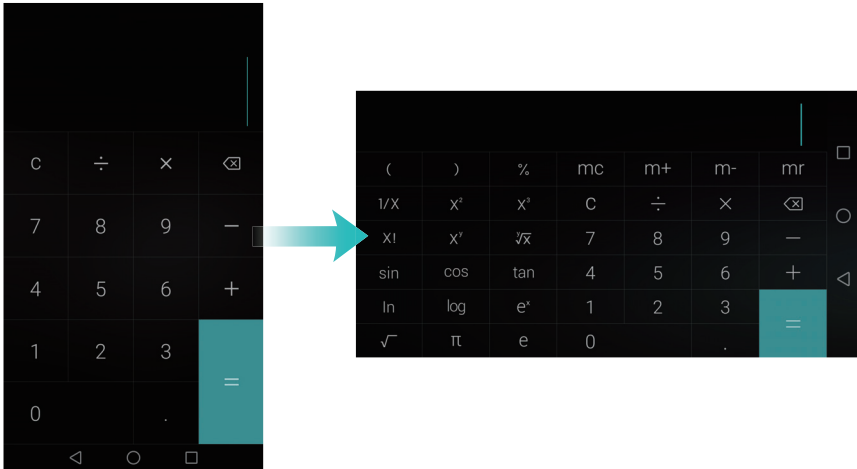 C ÷ × ⌫
7 8 9 −
4 5 6 +
1 2 3 =
0 .
( ) % mc m+ m- mr
1/X X² X³ C ÷ × ⌫
X! Xʸ ʸ√x 7 8 9 −
sin cos tan 4 5 6 +
ln log eˣ 1 2 3 =
√ π e 0 .